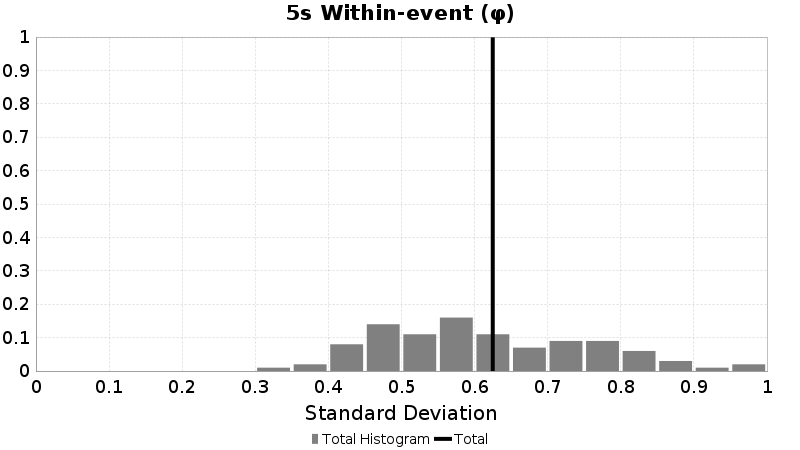 5s Within-event (φ)
1
0.9
0.8
0.7
0.6
0.5
0.4
0.3
0.2
0.1
0
0 0.1 0.2 0.3 0.4 0.5 0.6 0.7 0.8 0.9 1
Standard Deviation
Total Histogram Total